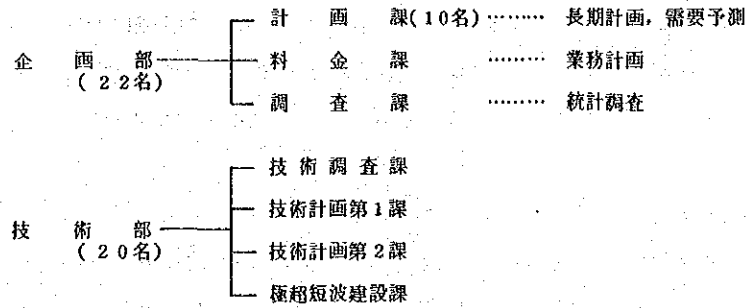 計画課(10名)………長期計画，需要予測
企画部
(22名)
料金課………業務計画
調査課………統計調査
技術調査課
技術計画第1課
技術部
(20名)
技術計画第2課
極超短波建設課